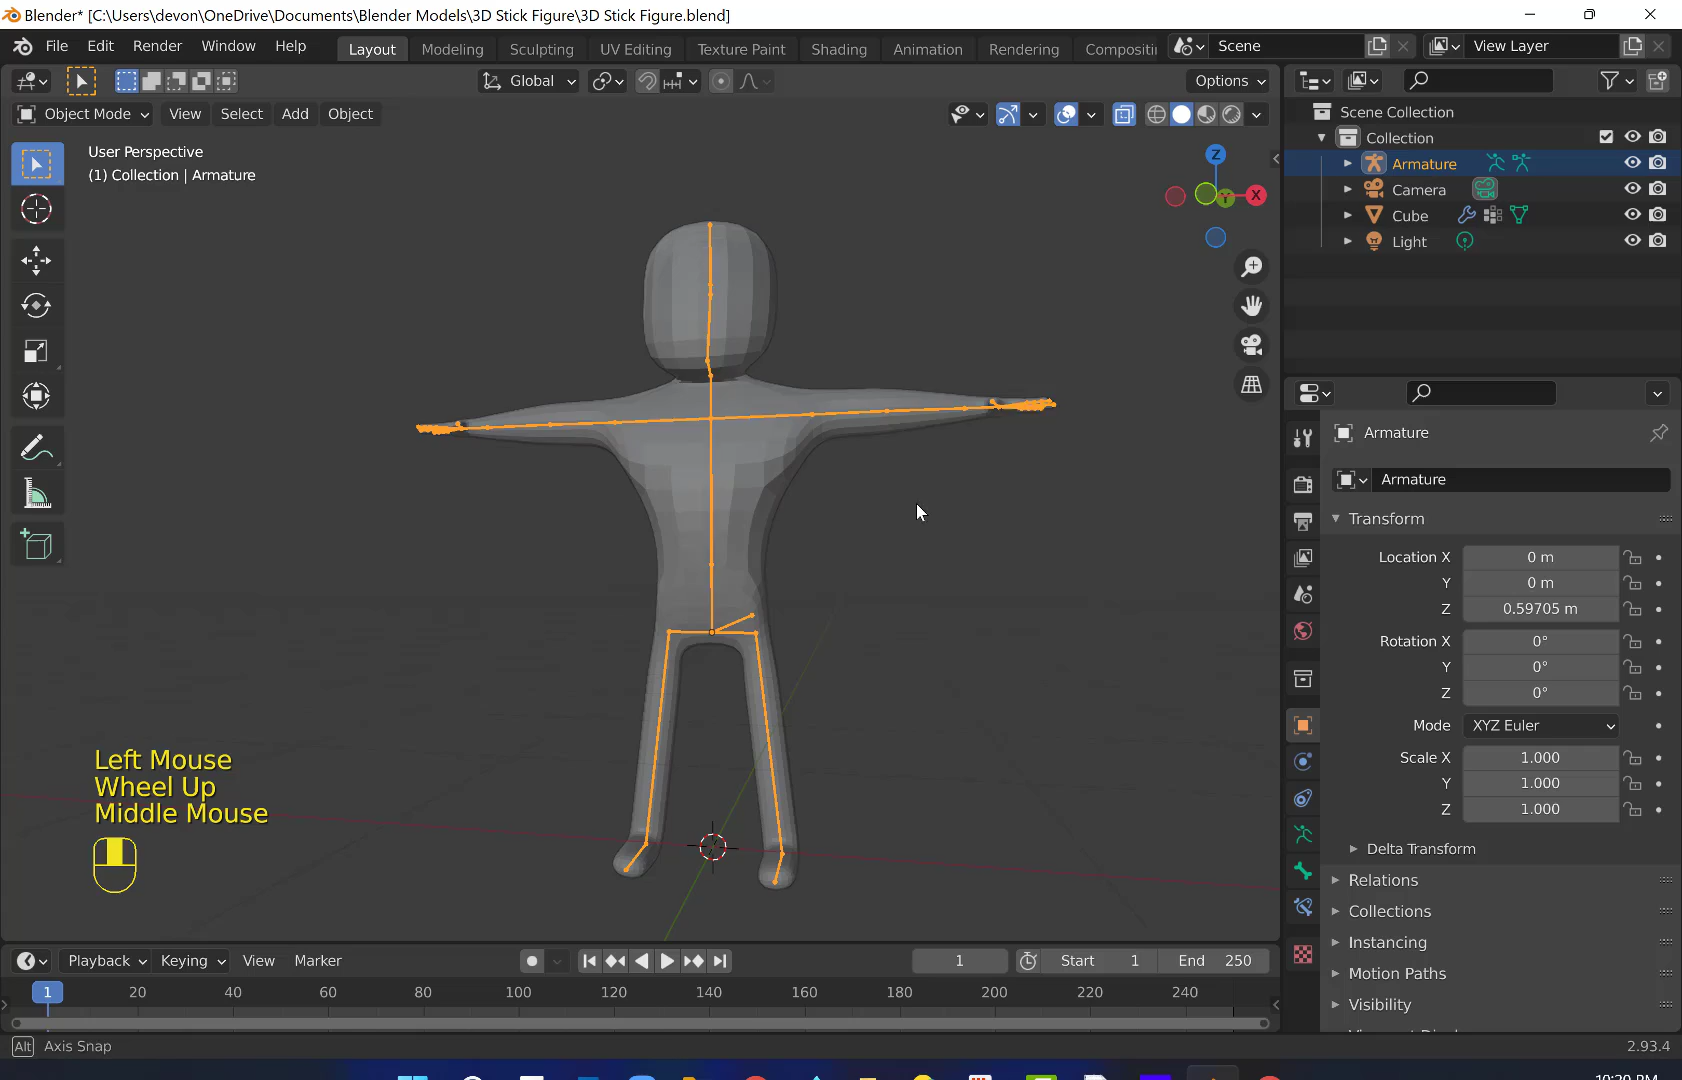 Blender* [C:\Users\devon\OneDrive\Documents\Blender Models\3D Stick Figure\3D Stick Figure.blend]
File Edit Render Window Help Layout Modeling Sculpting UV Editing Texture Paint Shading Animation Rendering Compositi Scene View Layer
Global Options
Object Mode View Select Add Object
Scene Collection
Collection
User Perspective
(1) Collection | Armature
Z
X
Y
Armature
Camera
Cube
Light
Armature
Armature
Transform
Location X 0 m
Y 0 m
Z 0.59705 m
Rotation X 0°
Y 0°
Z 0°
Mode XYZ Euler
Scale X 1.000
Y 1.000
Z 1.000
Delta Transform
Relations
Collections
Instancing
Motion Paths
Visibility
Left Mouse
Wheel Up
Middle Mouse
Playback Keying View Marker 1 Start 1 End 250
1 20 40 60 80 100 120 140 160 180 200 220 240
Alt Axis Snap 2.93.4